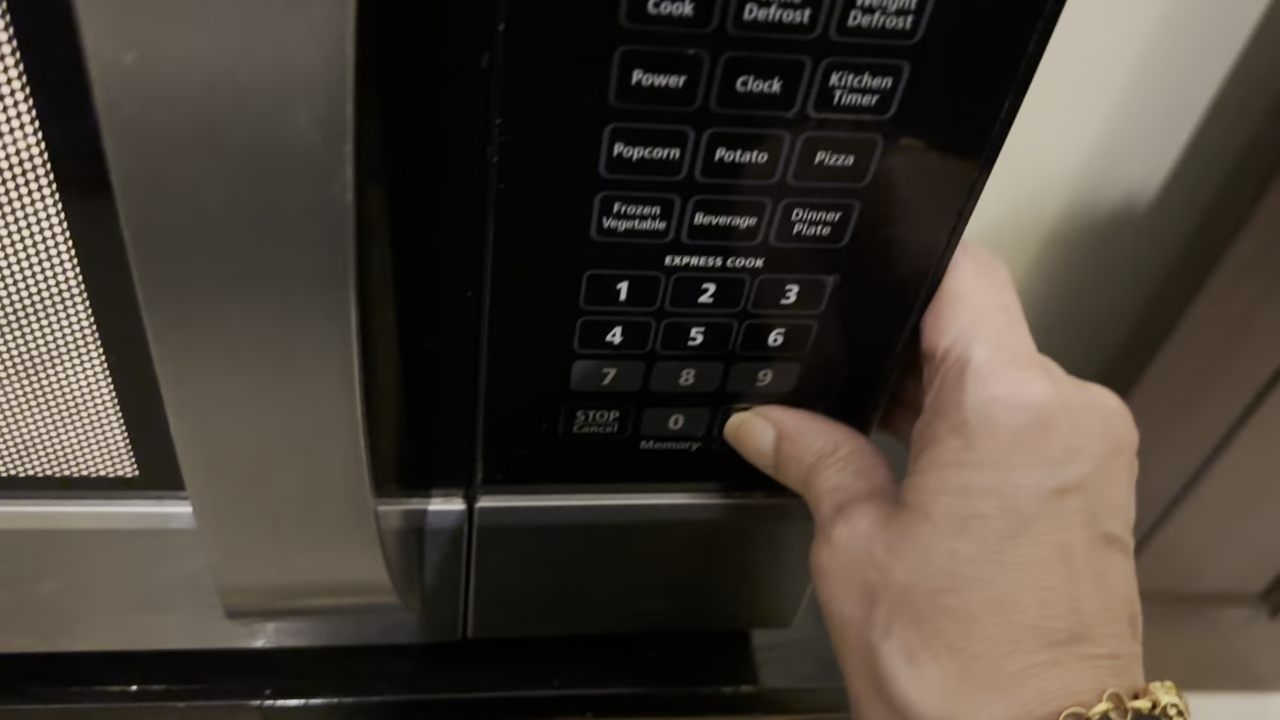 Cook
Defrost
Weight
Defrost
Power
Clock
Kitchen
Timer
Popcorn
Potato
Pizza
Frozen
Vegetable
Beverage
Dinner
Plate
EXPRESS COOK
1 2 3
4 5 6
7 8 9
STOP
Cancel
0
Memory